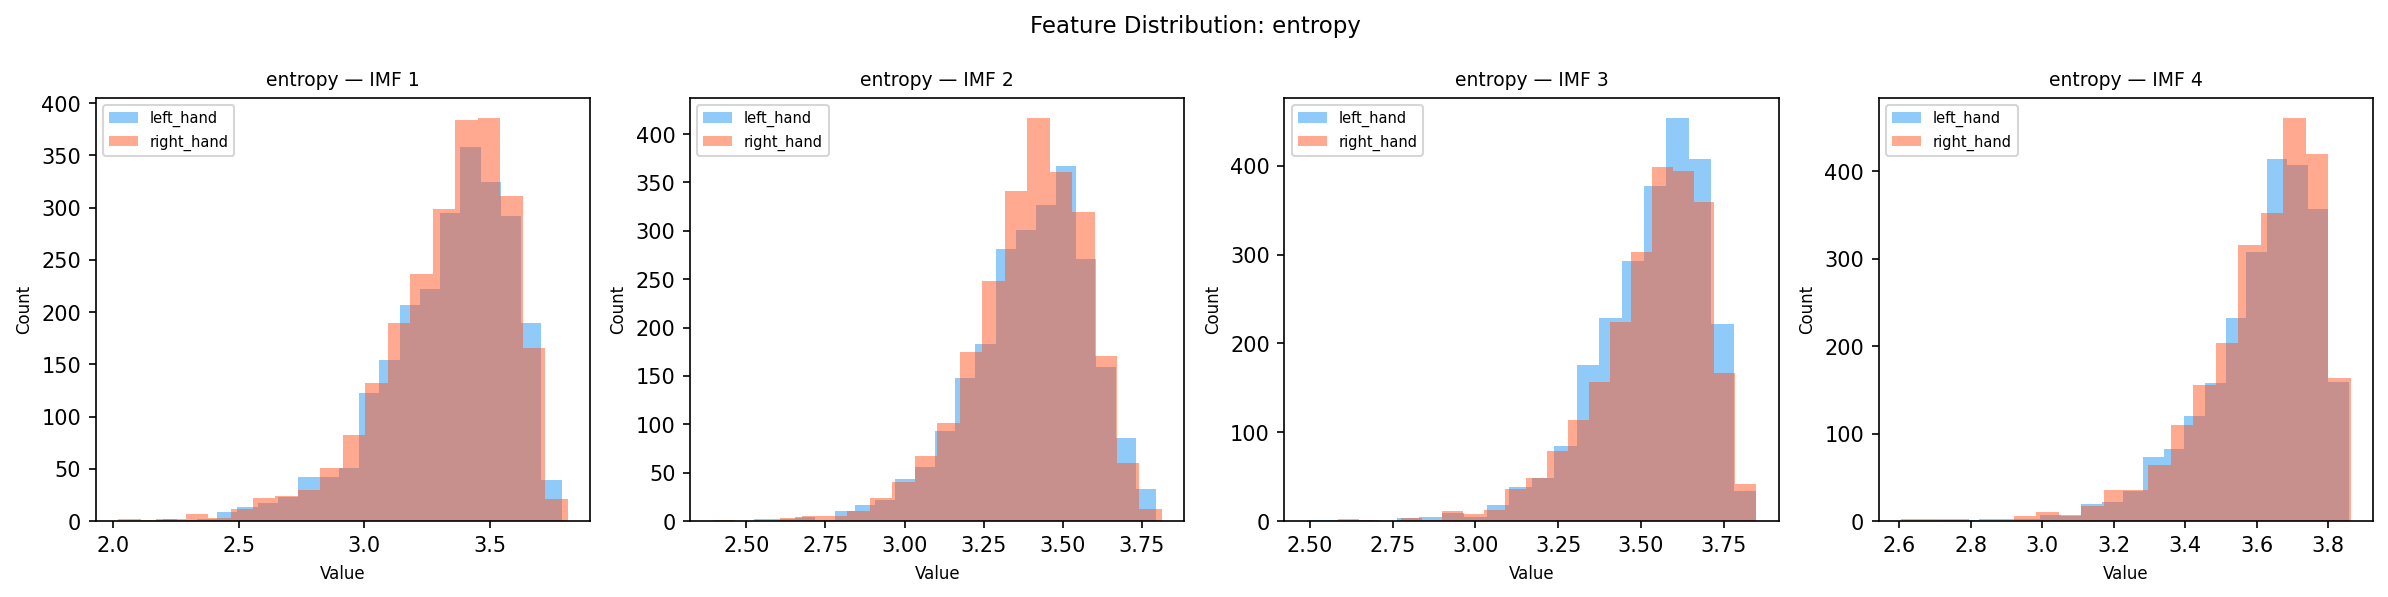 Feature Distribution: entropy
entropy — IMF 1
400
350
300
250
200
150
100
50
0
Count
left_hand
right_hand
2.0 2.5 3.0 3.5
Value
entropy — IMF 2
400
350
300
250
200
150
100
50
0
Count
left_hand
right_hand
2.50 2.75 3.00 3.25 3.50 3.75
Value
entropy — IMF 3
400
300
200
100
0
Count
left_hand
right_hand
2.50 2.75 3.00 3.25 3.50 3.75
Value
entropy — IMF 4
400
300
200
100
0
Count
left_hand
right_hand
2.6 2.8 3.0 3.2 3.4 3.6 3.8
Value